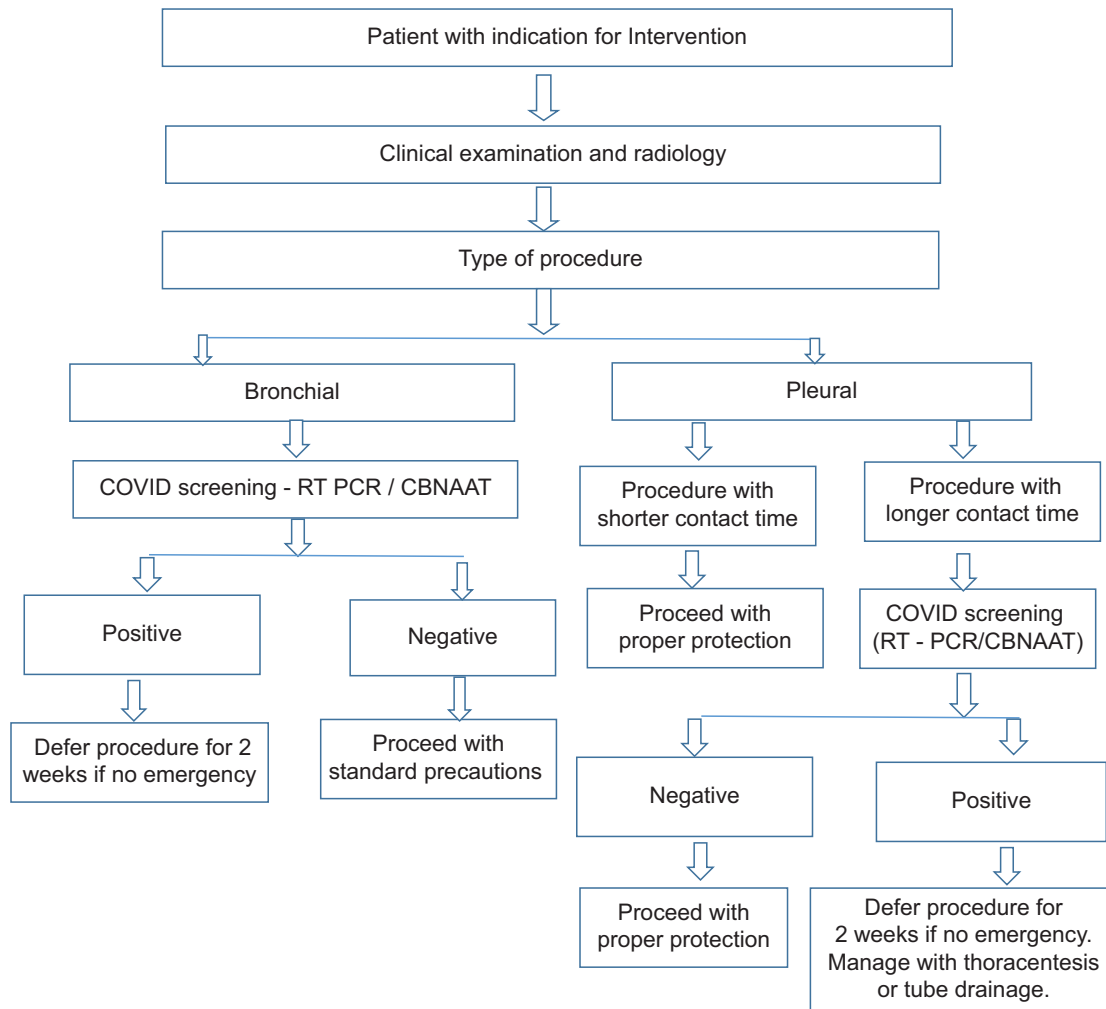 Patient with indication for Intervention
Clinical examination and radiology
Type of procedure
Bronchial
Pleural
COVID screening - RT PCR / CBNAAT
Procedure with
shorter contact time
Procedure with
longer contact time
Positive
Negative
Proceed with
proper protection
COVID screening
(RT - PCR/CBNAAT)
Defer procedure for 2
weeks if no emergency
Proceed with
standard precautions
Negative
Positive
Proceed with
proper protection
Defer procedure for
2 weeks if no emergency.
Manage with thoracentesis
or tube drainage.